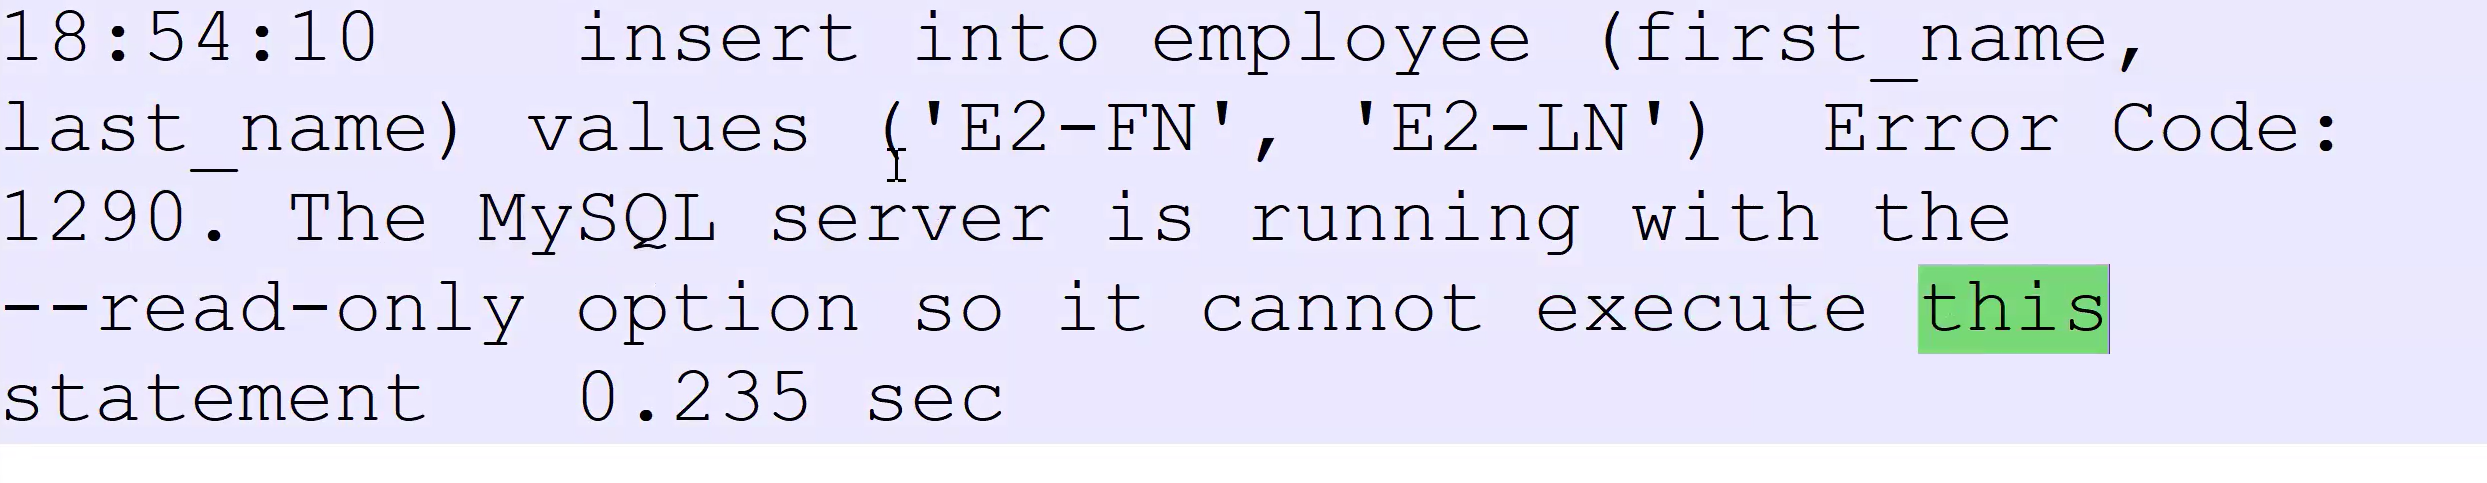 18:54:10 insert into employee (first_name,
last_name) values ('E2-FN', 'E2-LN') Error Code:
1290. The MySQL server is running with the
--read-only option so it cannot execute this
statement 0.235 sec